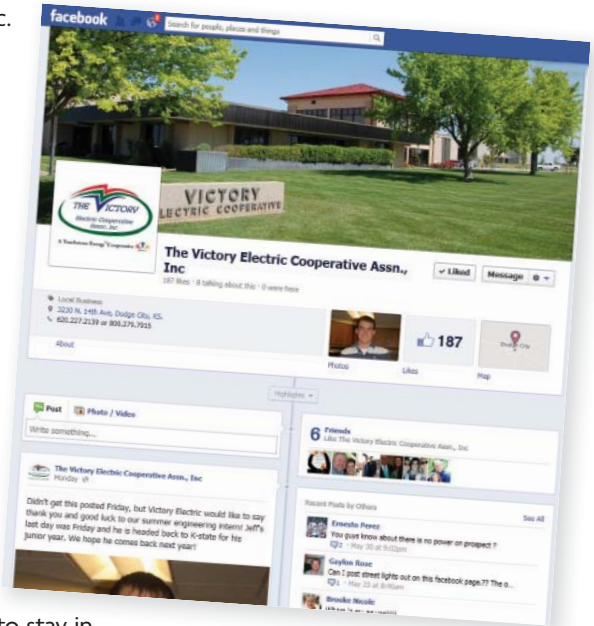 c.
facebook
Search for people, places and things
VICTORY
LECTRIC COOPERATIVE
THE VICTORY
Electric Cooperative
Assn., Inc
A Touchstone Energy Cooperative
The Victory Electric Cooperative Assn.,
Inc
187 likes · 8 talking about this · 0 were here
Liked
Message
Local Business
3230 N. 14th Ave, Dodge City, KS.
620.227.2139 or 800.279.7915
About
Photos
187
Likes
Dodge City
Map
Highlights
Post
Photo / Video
Write something...
The Victory Electric Cooperative Assn., Inc
Monday
Didn't get this posted Friday, but Victory Electric would like to say
thank you and good luck to our summer engineering intern! Jeff's
last day was Friday and he is headed back to K-state for his
junior year. We hope he comes back next year!
6 Friends
Like The Victory Electric Cooperative Assn., Inc
Recent Posts by Others
See All
Ernesto Perez
You guys know about there is no power on prospect ?
2 · May 30 at 9:02pm
Gaylon Rose
Can I post street lights out on this facebook page.?? The o...
1 · May 23 at 8:40am
Brooke Nicole
to stay in